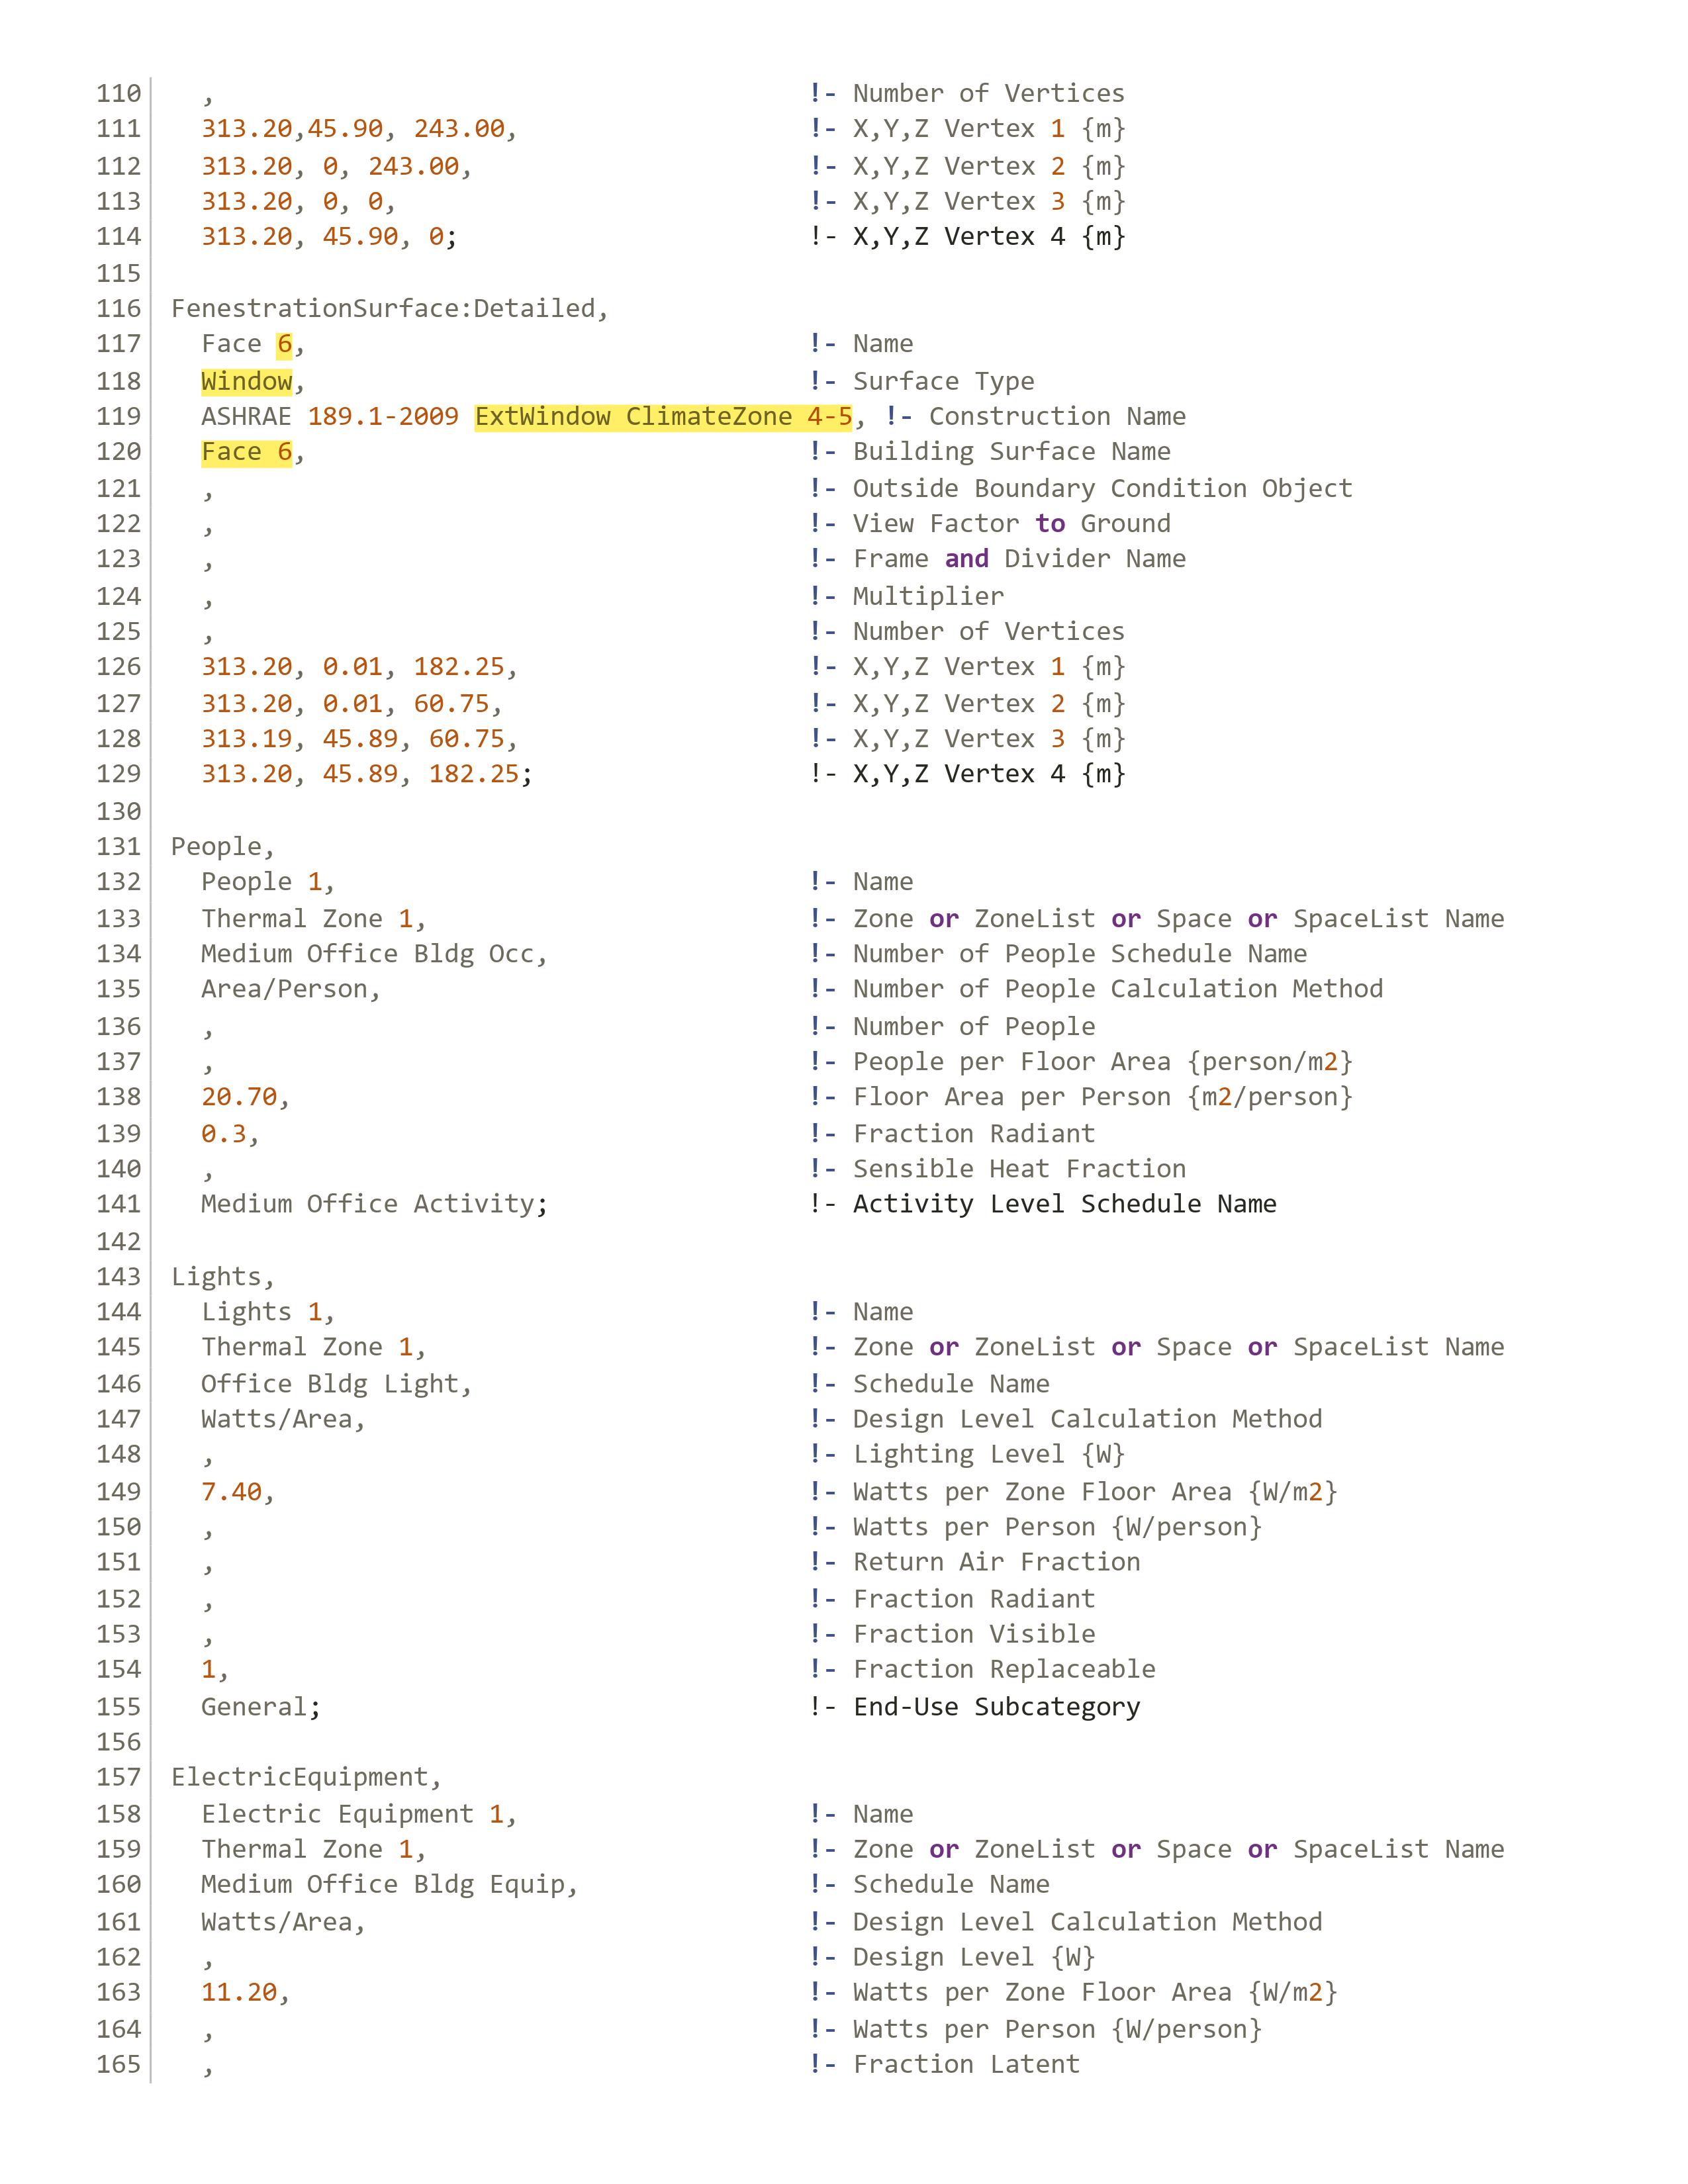 110 , !- Number of Vertices
111 313.20,45.90, 243.00, !- X,Y,Z Vertex 1 {m}
112 313.20, 0, 243.00, !- X,Y,Z Vertex 2 {m}
113 313.20, 0, 0, !- X,Y,Z Vertex 3 {m}
114 313.20, 45.90, 0; !- X,Y,Z Vertex 4 {m}
115
116 FenestrationSurface:Detailed,
117 Face 6, !- Name
118 Window, !- Surface Type
119 ASHRAE 189.1-2009 ExtWindow ClimateZone 4-5, !- Construction Name
120 Face 6, !- Building Surface Name
121 , !- Outside Boundary Condition Object
122 , !- View Factor to Ground
123 , !- Frame and Divider Name
124 , !- Multiplier
125 , !- Number of Vertices
126 313.20, 0.01, 182.25, !- X,Y,Z Vertex 1 {m}
127 313.20, 0.01, 60.75, !- X,Y,Z Vertex 2 {m}
128 313.19, 45.89, 60.75, !- X,Y,Z Vertex 3 {m}
129 313.20, 45.89, 182.25; !- X,Y,Z Vertex 4 {m}
130
131 People,
132 People 1, !- Name
133 Thermal Zone 1, !- Zone or ZoneList or Space or SpaceList Name
134 Medium Office Bldg Occ, !- Number of People Schedule Name
135 Area/Person, !- Number of People Calculation Method
136 , !- Number of People
137 , !- People per Floor Area {person/m2}
138 20.70, !- Floor Area per Person {m2/person}
139 0.3, !- Fraction Radiant
140 , !- Sensible Heat Fraction
141 Medium Office Activity; !- Activity Level Schedule Name
142
143 Lights,
144 Lights 1, !- Name
145 Thermal Zone 1, !- Zone or ZoneList or Space or SpaceList Name
146 Office Bldg Light, !- Schedule Name
147 Watts/Area, !- Design Level Calculation Method
148 , !- Lighting Level {W}
149 7.40, !- Watts per Zone Floor Area {W/m2}
150 , !- Watts per Person {W/person}
151 , !- Return Air Fraction
152 , !- Fraction Radiant
153 , !- Fraction Visible
154 1, !- Fraction Replaceable
155 General; !- End-Use Subcategory
156
157 ElectricEquipment,
158 Electric Equipment 1, !- Name
159 Thermal Zone 1, !- Zone or ZoneList or Space or SpaceList Name
160 Medium Office Bldg Equip, !- Schedule Name
161 Watts/Area, !- Design Level Calculation Method
162 , !- Design Level {W}
163 11.20, !- Watts per Zone Floor Area {W/m2}
164 , !- Watts per Person {W/person}
165 , !- Fraction Latent